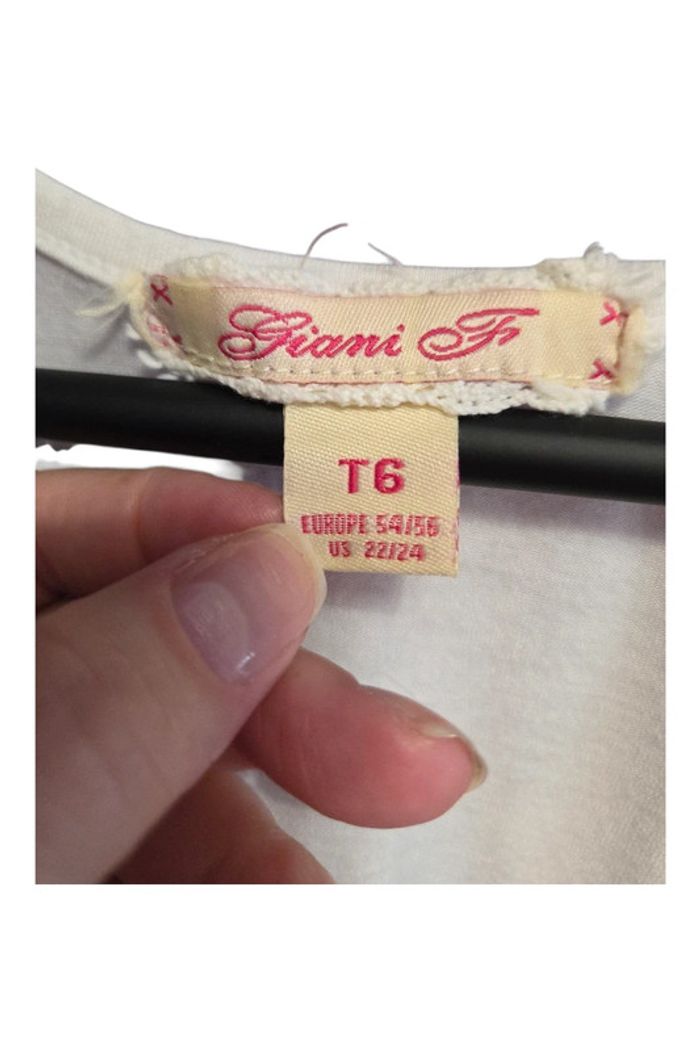 Giani F
T6
EUROPE 54/56
US 22/24